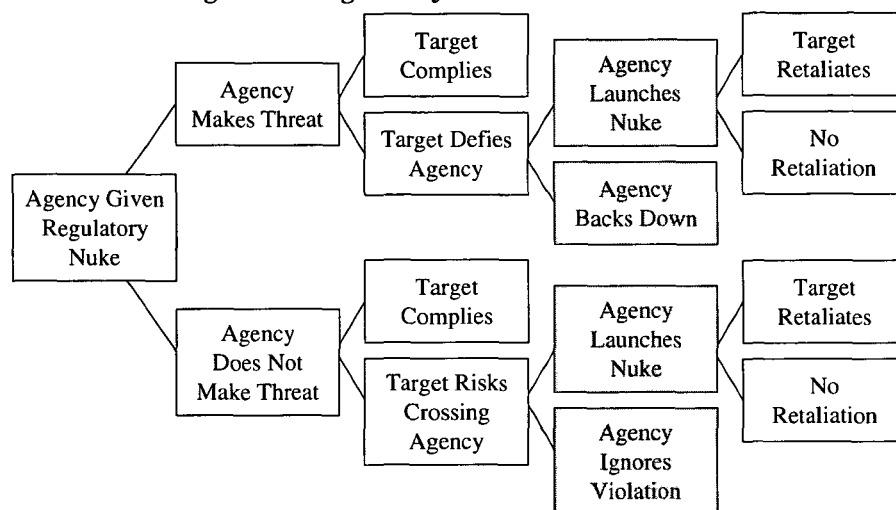 Agency Given
Regulatory
Nuke
Agency
Makes Threat
Target
Complies
Target Defies
Agency
Agency
Launches
Nuke
Agency
Backs Down
Target
Retaliates
No
Retaliation
Agency
Does Not
Make Threat
Target
Complies
Target Risks
Crossing
Agency
Agency
Launches
Nuke
Agency
Ignores
Violation
Target
Retaliates
No
Retaliation